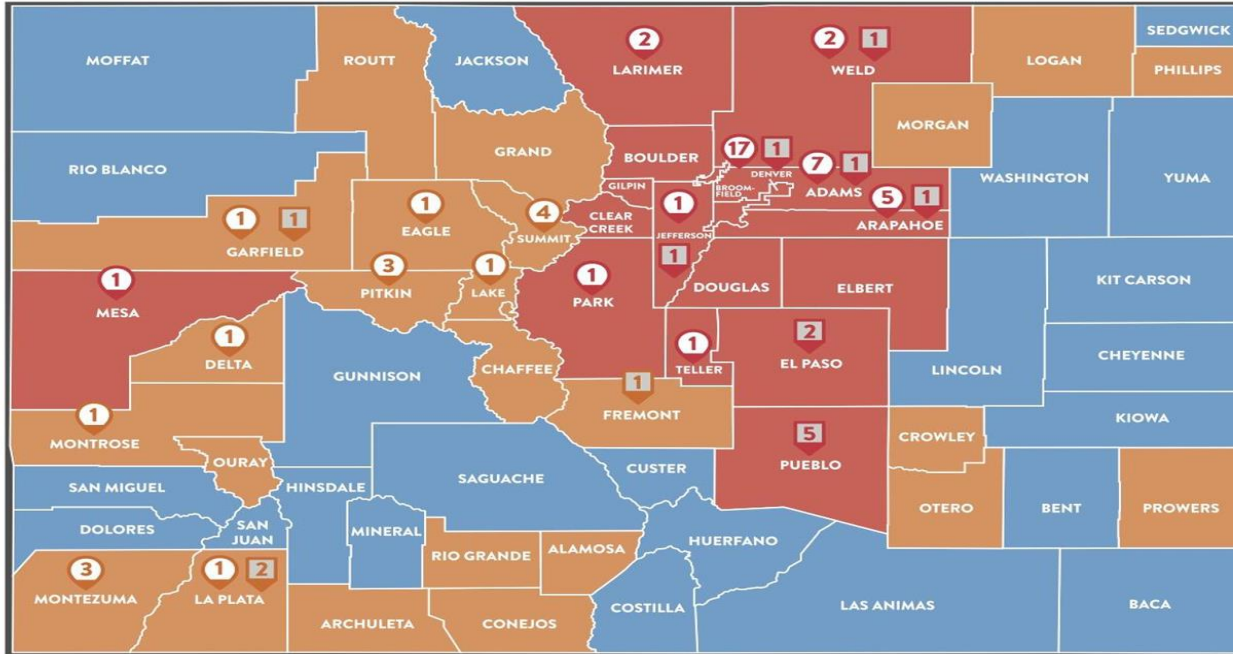 SEDGWICK
MOFFAT
ROUTT
JACKSON
2
LARIMER
2 1
WELD
LOGAN
PHILLIPS
MORGAN
RIO BLANCO
GRAND
BOULDER
17 1
DENVER
BROOM-
FIELD
7 1
ADAMS
WASHINGTON
YUMA
GILPIN
1 1
GARFIELD
1
EAGLE
4
SUMMIT
CLEAR
CREEK
1
JEFFERSON
1
5 1
ARAPAHOE
1
MESA
3
PITKIN
1
LAKE
1
PARK
DOUGLAS
ELBERT
KIT CARSON
1
DELTA
GUNNISON
CHAFFEE
1
TELLER
2
EL PASO
LINCOLN
CHEYENNE
1
MONTROSE
1
FREMONT
KIOWA
OURAY
5
PUEBLO
CROWLEY
SAN MIGUEL
HINSDALE
SAGUACHE
CUSTER
OTERO
BENT
PROWERS
DOLORES
SAN
JUAN
MINERAL
RIO GRANDE
ALAMOSA
HUERFANO
3
MONTEZUMA
1 2
LA PLATA
ARCHULETA
CONEJOS
COSTILLA
LAS ANIMAS
BACA